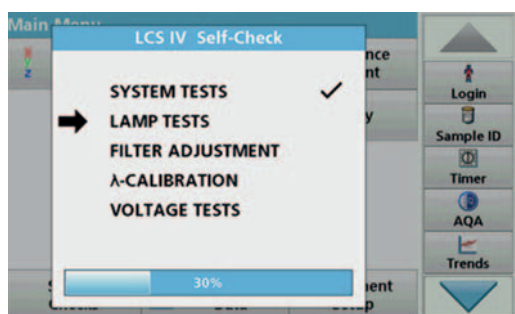 Main Menu
LCS IV Self-Check
x
y
z
nce
nt
SYSTEM TESTS
LAMP TESTS
y
FILTER ADJUSTMENT
λ-CALIBRATION
VOLTAGE TESTS
30%
ent
Login
Sample ID
Timer
AQA
Trends